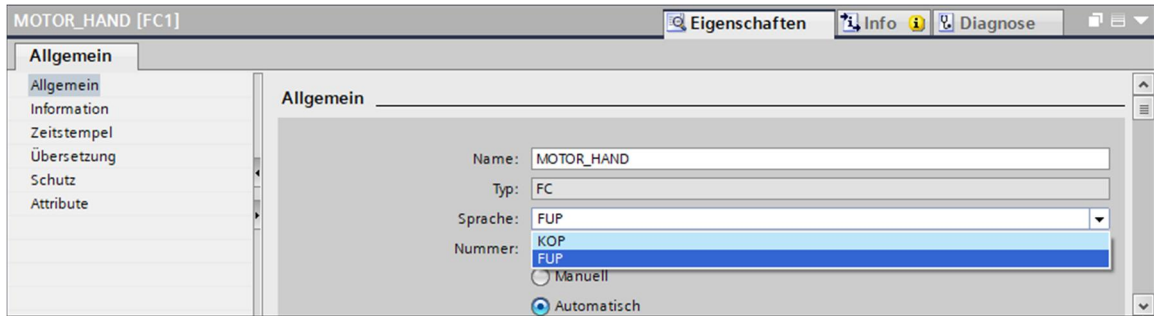 MOTOR_HAND [FC1]
Eigenschaften
Info
Diagnose
Allgemein
Allgemein
Information
Zeitstempel
Übersetzung
Schutz
Attribute
Allgemein
Name: MOTOR_HAND
Typ: FC
Sprache: FUP
KOP
Nummer: FUP
Manuell
Automatisch